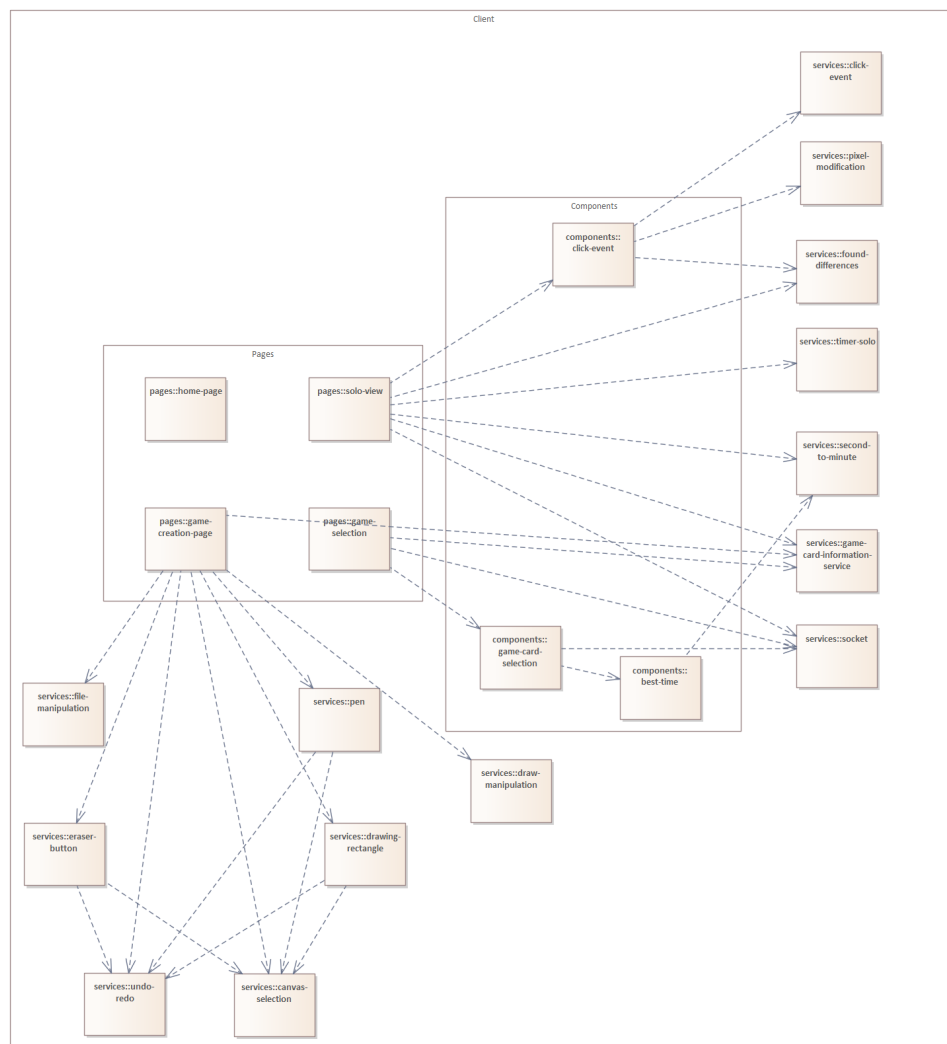 Client
services::click-
event
services::pixel-
modification
Components
components::
click-event
services::found-
differences
services::timer-solo
Pages
pages::home-page
pages::solo-view
services::second-
to-minute
pages::game-
creation-page
pages::game-
selection
services::game-
card-information-
service
components::
game-card-
selection
services::socket
components::
best-time
services::file-
manipulation
services::pen
services::draw-
manipulation
services::eraser-
button
services::drawing-
rectangle
services::undo-
redo
services::canvas-
selection